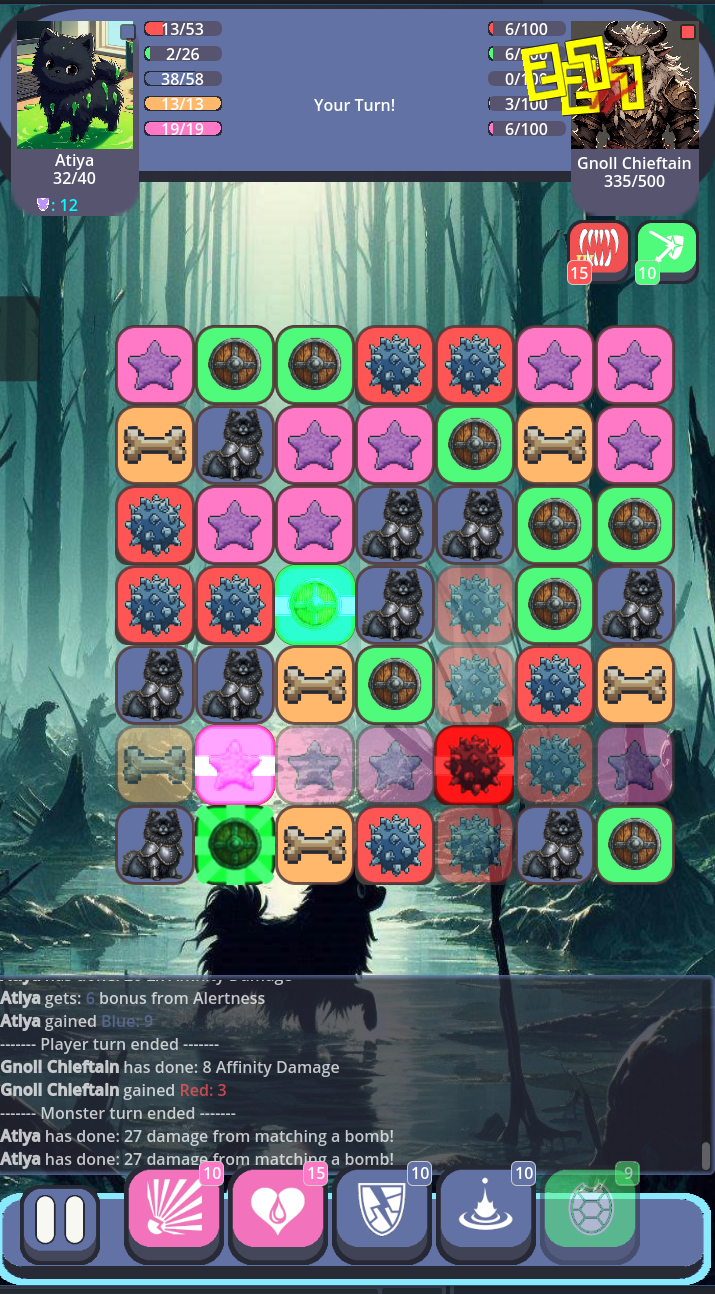 13/53
2/26
38/58
13/13
19/19
Your Turn!
6/100
0/100
3/100
6/100
Atiya
32/40
: 12
Gnoll Chieftain
335/500
15
10
Atiya gets: 6 bonus from Alertness
Atiya gained Blue: 9
------- Player turn ended -------
Gnoll Chieftain has done: 8 Affinity Damage
Gnoll Chieftain gained Red: 3
------- Monster turn ended -------
Atiya has done: 27 damage from matching a bomb!
Atiya has done: 27 damage from matching a bomb!
10
15
10
10
9